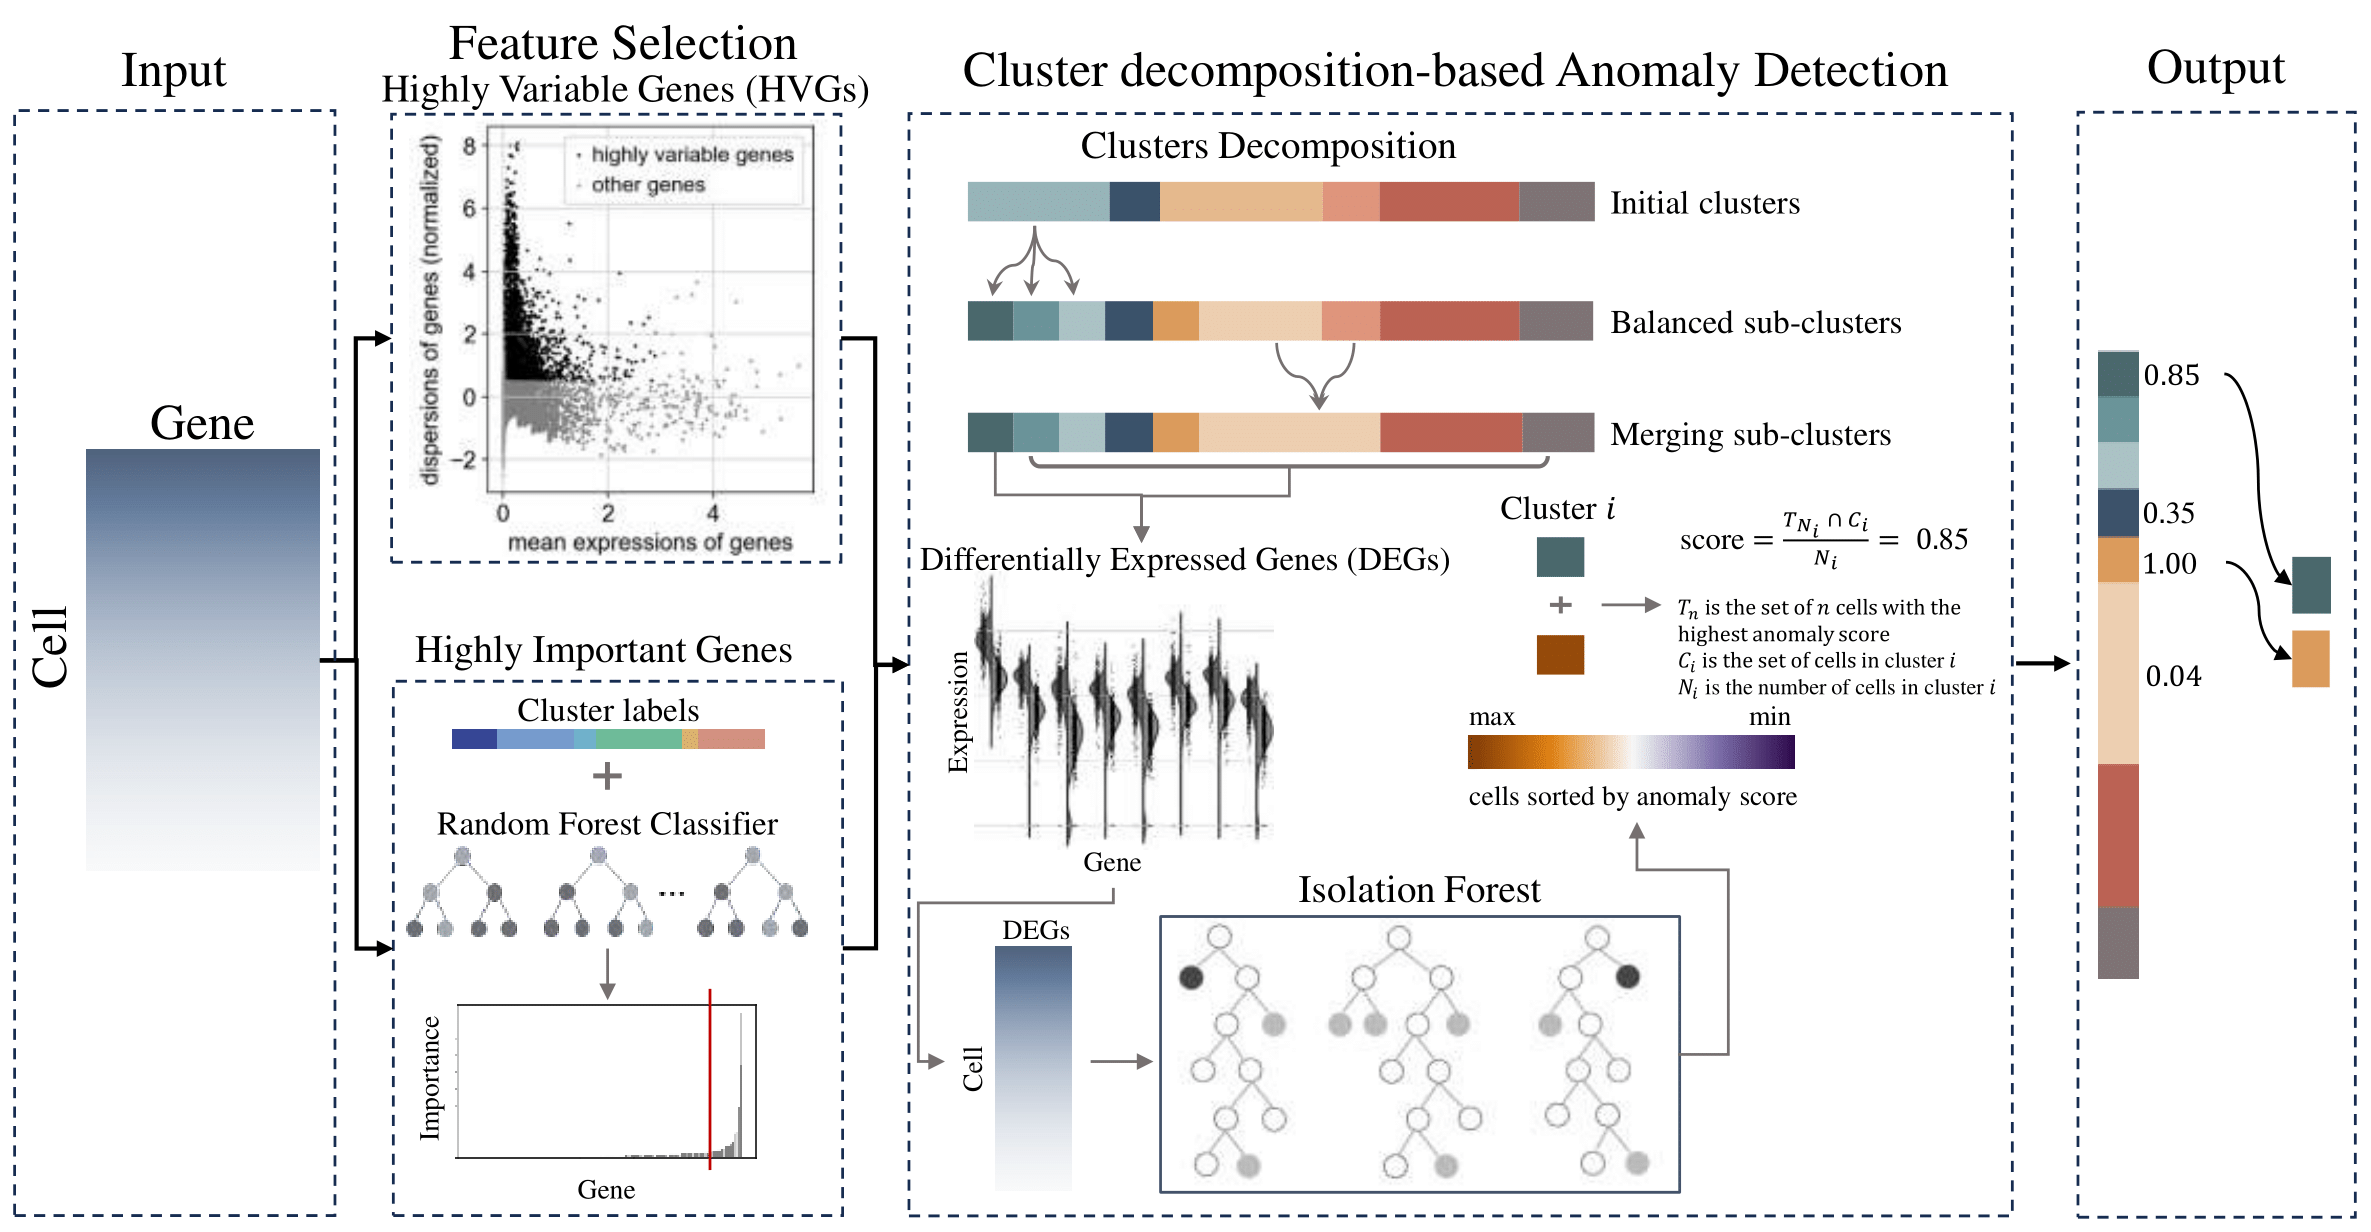 Input
Gene
Cell
Feature Selection
Highly Variable Genes (HVGs)
highly variable genes
other genes
dispersions of genes (normalized)
8
6
4
2
0
−2
0
2
4
mean expressions of genes
Highly Important Genes
Cluster labels
+
Random Forest Classifier
...
Importance
Gene
Cluster decomposition-based Anomaly Detection
Clusters Decomposition
Initial clusters
Balanced sub-clusters
Merging sub-clusters
Differentially Expressed Genes (DEGs)
Expression
Gene
Cluster i
+
score = \frac{T_{N_i} ∩ C_i}{N_i} = 0.85
T_n is the set of n cells with the
highest anomaly score
C_i is the set of cells in cluster i
N_i is the number of cells in cluster i
max
min
cells sorted by anomaly score
DEGs
Cell
Isolation Forest
Output
0.85
0.35
1.00
0.04